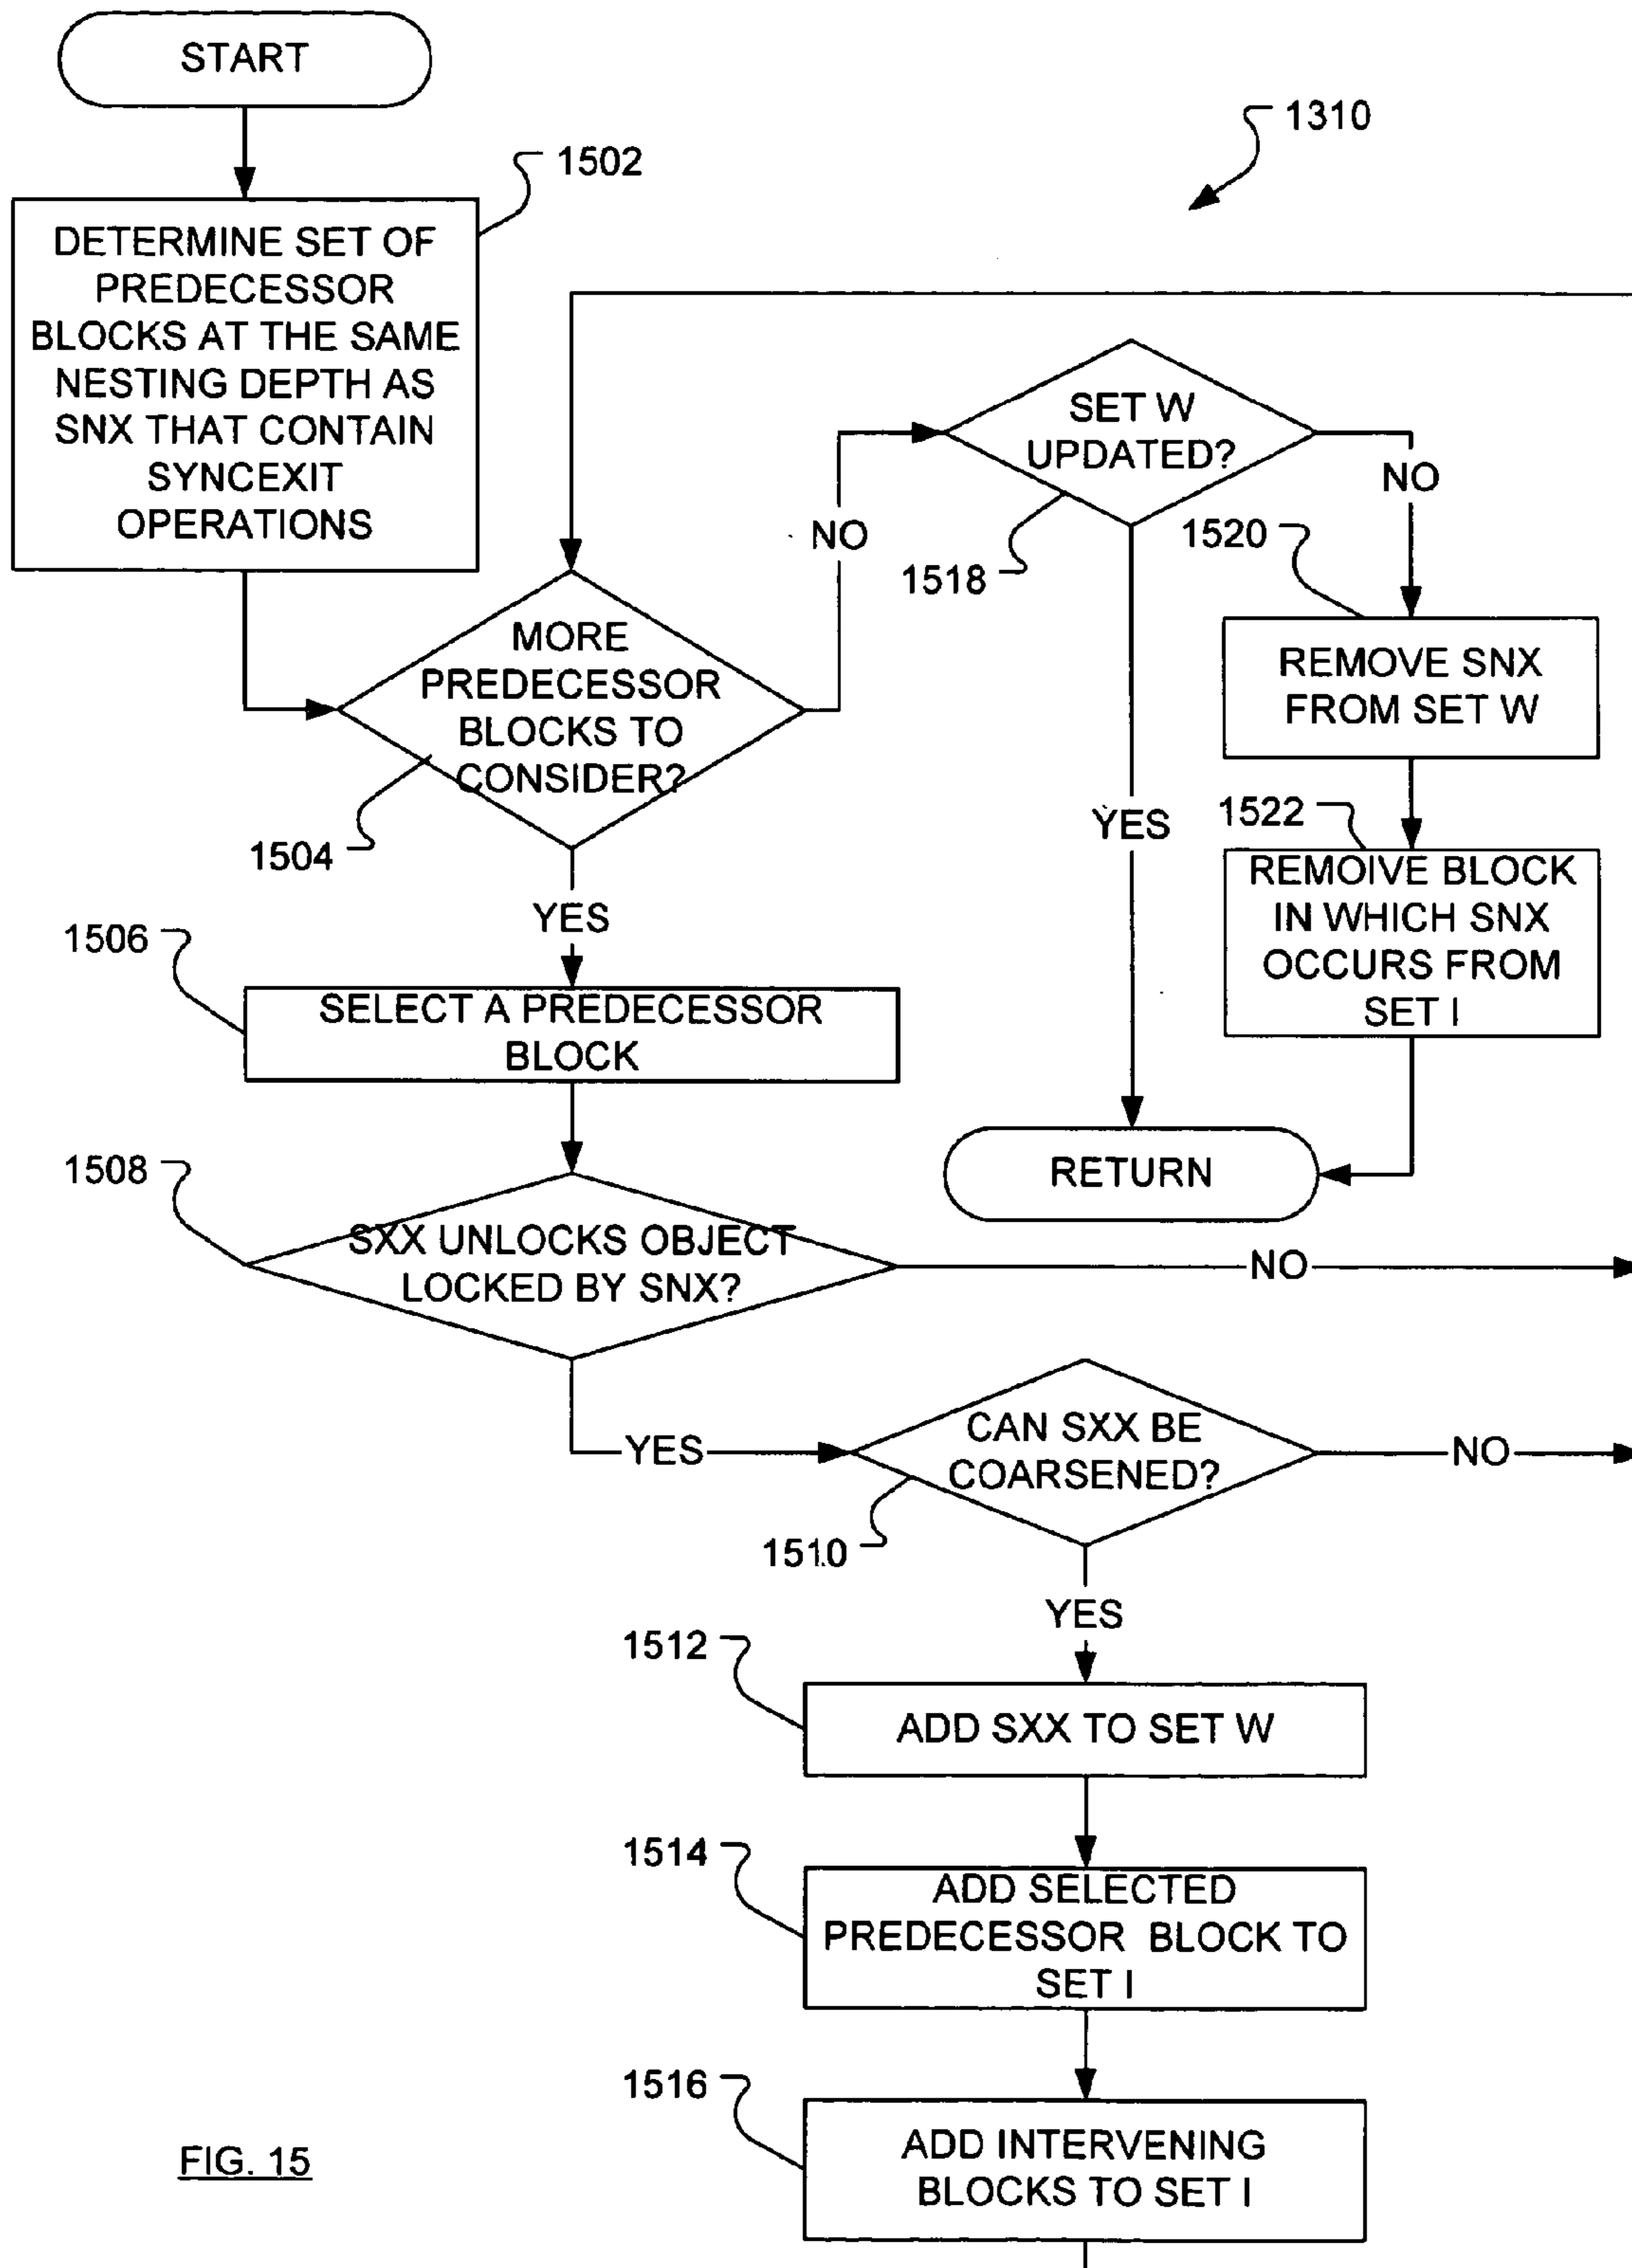 START
1310
1502
DETERMINE SET OF
PREDECESSOR
BLOCKS AT THE SAME
NESTING DEPTH AS
SNX THAT CONTAIN
SYNCEXIT
OPERATIONS
SET W
UPDATED?
NO
NO
1518
1520
MORE
PREDECESSOR
BLOCKS TO
CONSIDER?
1504
REMOVE SNX
FROM SET W
YES
1522
REMOIVE BLOCK
IN WHICH SNX
OCCURS FROM
SET I
YES
1506
SELECT A PREDECESSOR
BLOCK
RETURN
1508
SXX UNLOCKS OBJECT
LOCKED BY SNX?
NO
YES
CAN SXX BE
COARSENED?
NO
1510
YES
1512
ADD SXX TO SET W
1514
ADD SELECTED
PREDECESSOR BLOCK TO
SET I
1516
ADD INTERVENING
BLOCKS TO SET I
FIG. 15